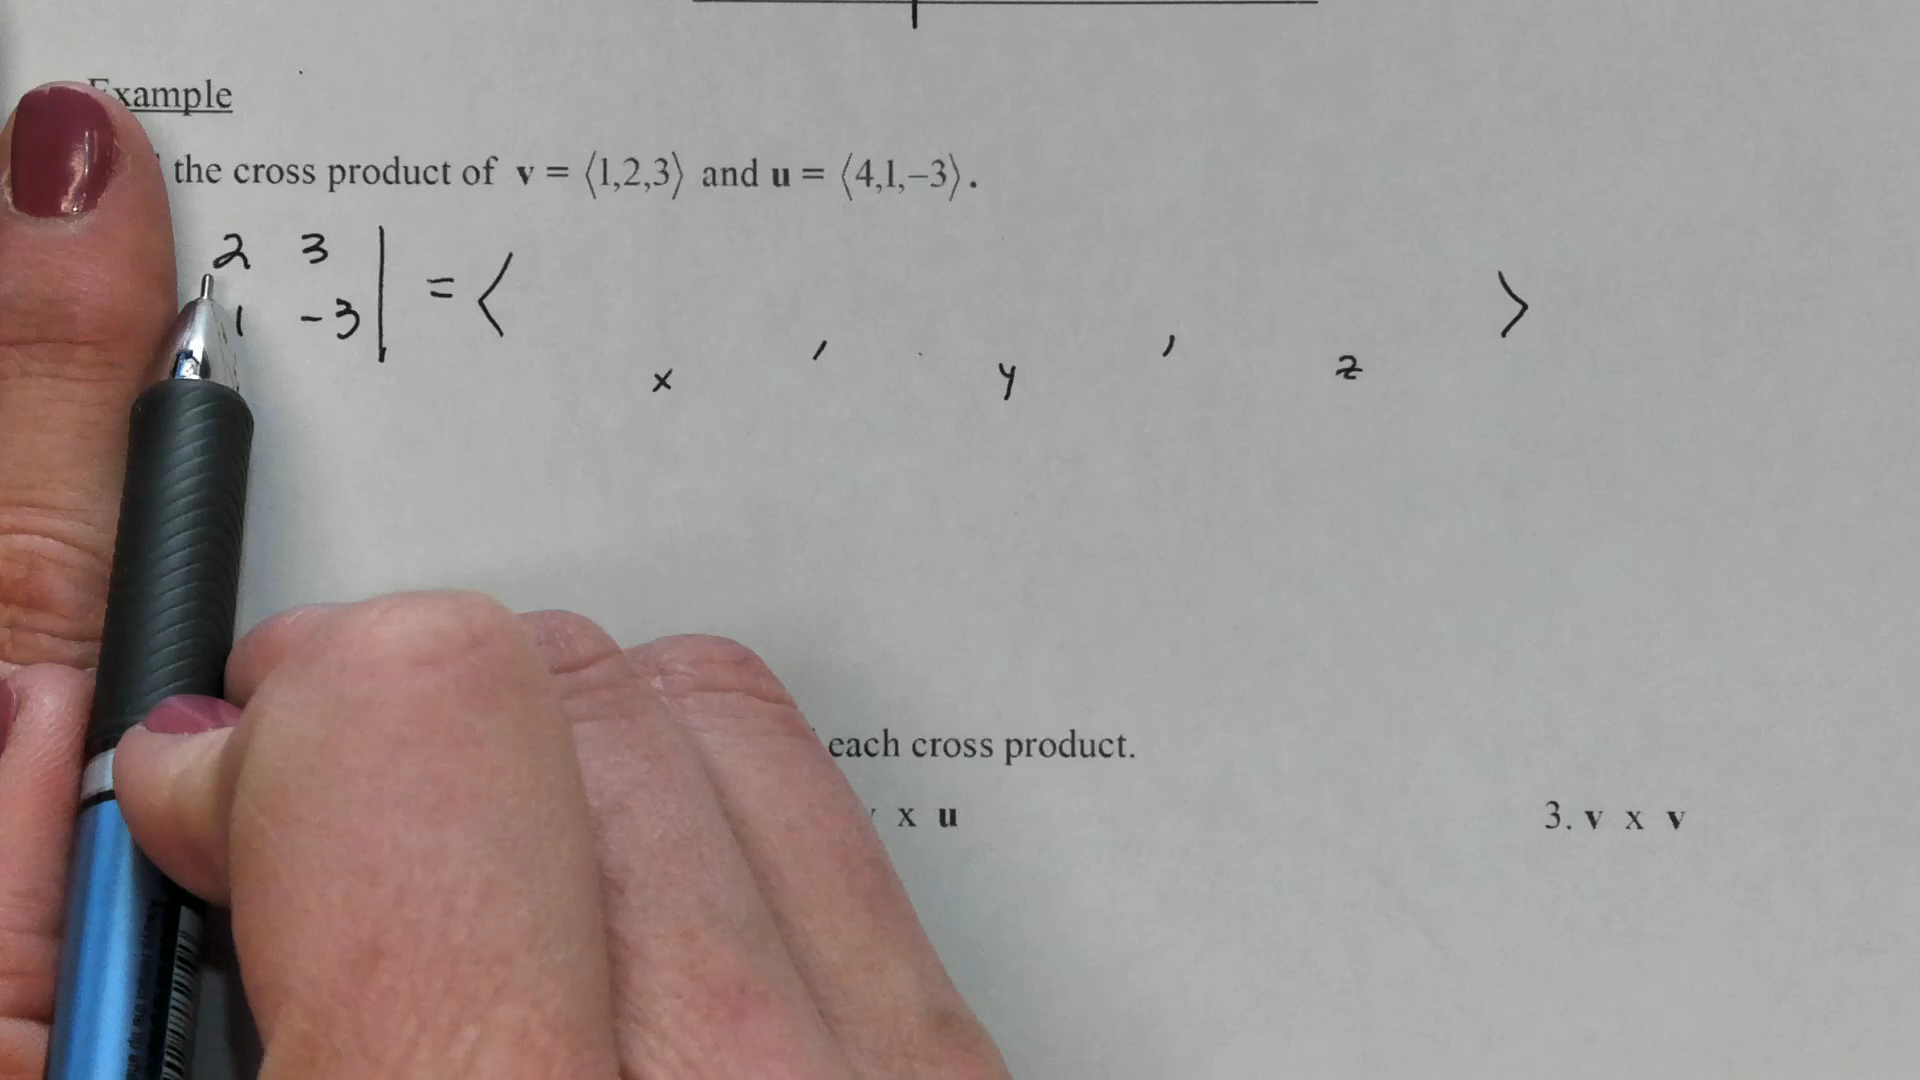 Example
the cross product of v = ⟨1,2,3⟩ and u = ⟨4,1,−3⟩.
2 3
1 -3 | = ⟨ , , ⟩
x y z
each cross product.
x u
3. v x v